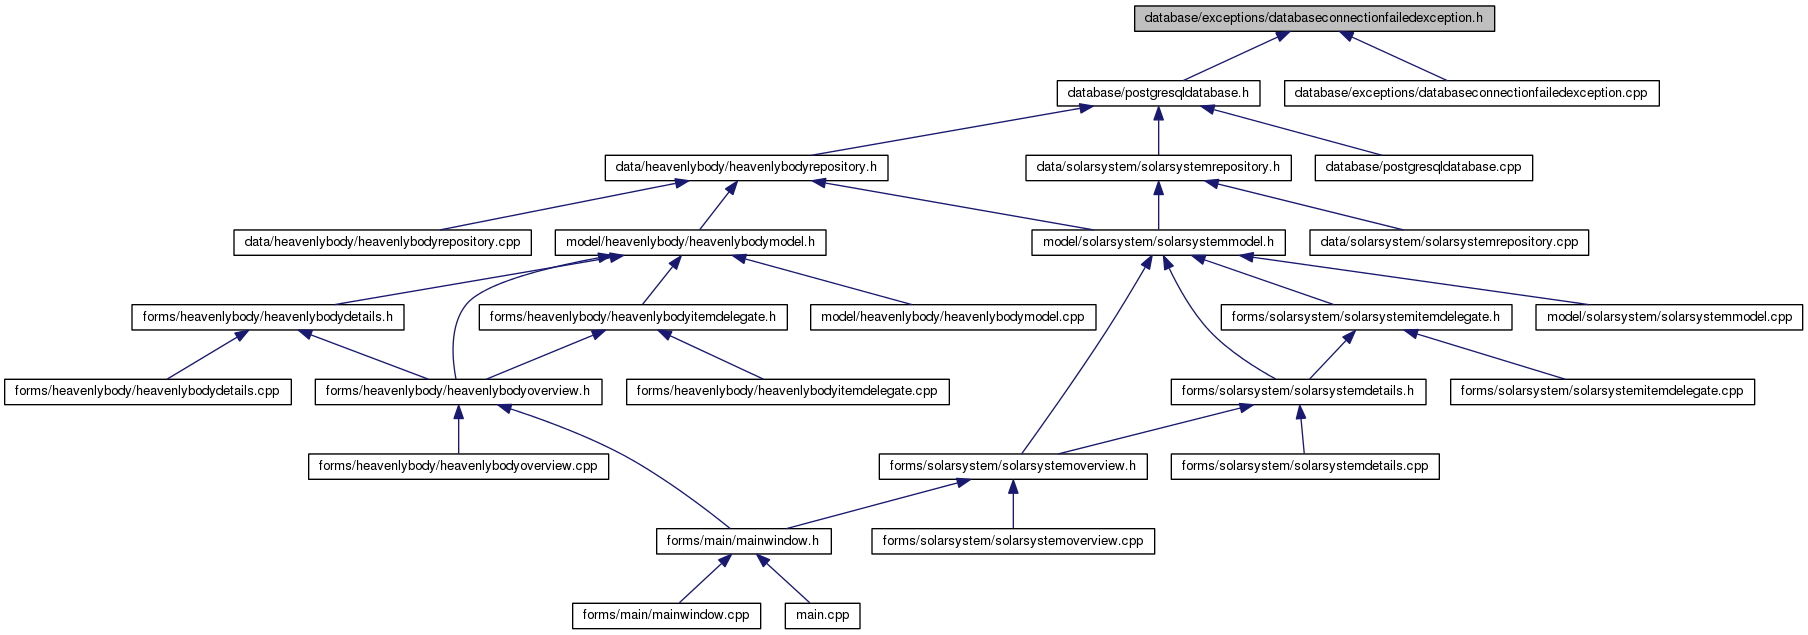 database/exceptions/databaseconnectionfailedexception.h
database/postgresqldatabase.h
database/exceptions/databaseconnectionfailedexception.cpp
data/heavenlybody/heavenlybodyrepository.h
data/solarsystem/solarsystemrepository.h
database/postgresqldatabase.cpp
data/heavenlybody/heavenlybodyrepository.cpp
model/heavenlybody/heavenlybodymodel.h
model/solarsystem/solarsystemmodel.h
data/solarsystem/solarsystemrepository.cpp
forms/heavenlybody/heavenlybodydetails.h
forms/heavenlybody/heavenlybodyitemdelegate.h
model/heavenlybody/heavenlybodymodel.cpp
forms/solarsystem/solarsystemitemdelegate.h
model/solarsystem/solarsystemmodel.cpp
forms/heavenlybody/heavenlybodydetails.cpp
forms/heavenlybody/heavenlybodyoverview.h
forms/heavenlybody/heavenlybodyitemdelegate.cpp
forms/solarsystem/solarsystemdetails.h
forms/solarsystem/solarsystemitemdelegate.cpp
forms/heavenlybody/heavenlybodyoverview.cpp
forms/solarsystem/solarsystemoverview.h
forms/solarsystem/solarsystemdetails.cpp
forms/main/mainwindow.h
forms/solarsystem/solarsystemoverview.cpp
forms/main/mainwindow.cpp
main.cpp